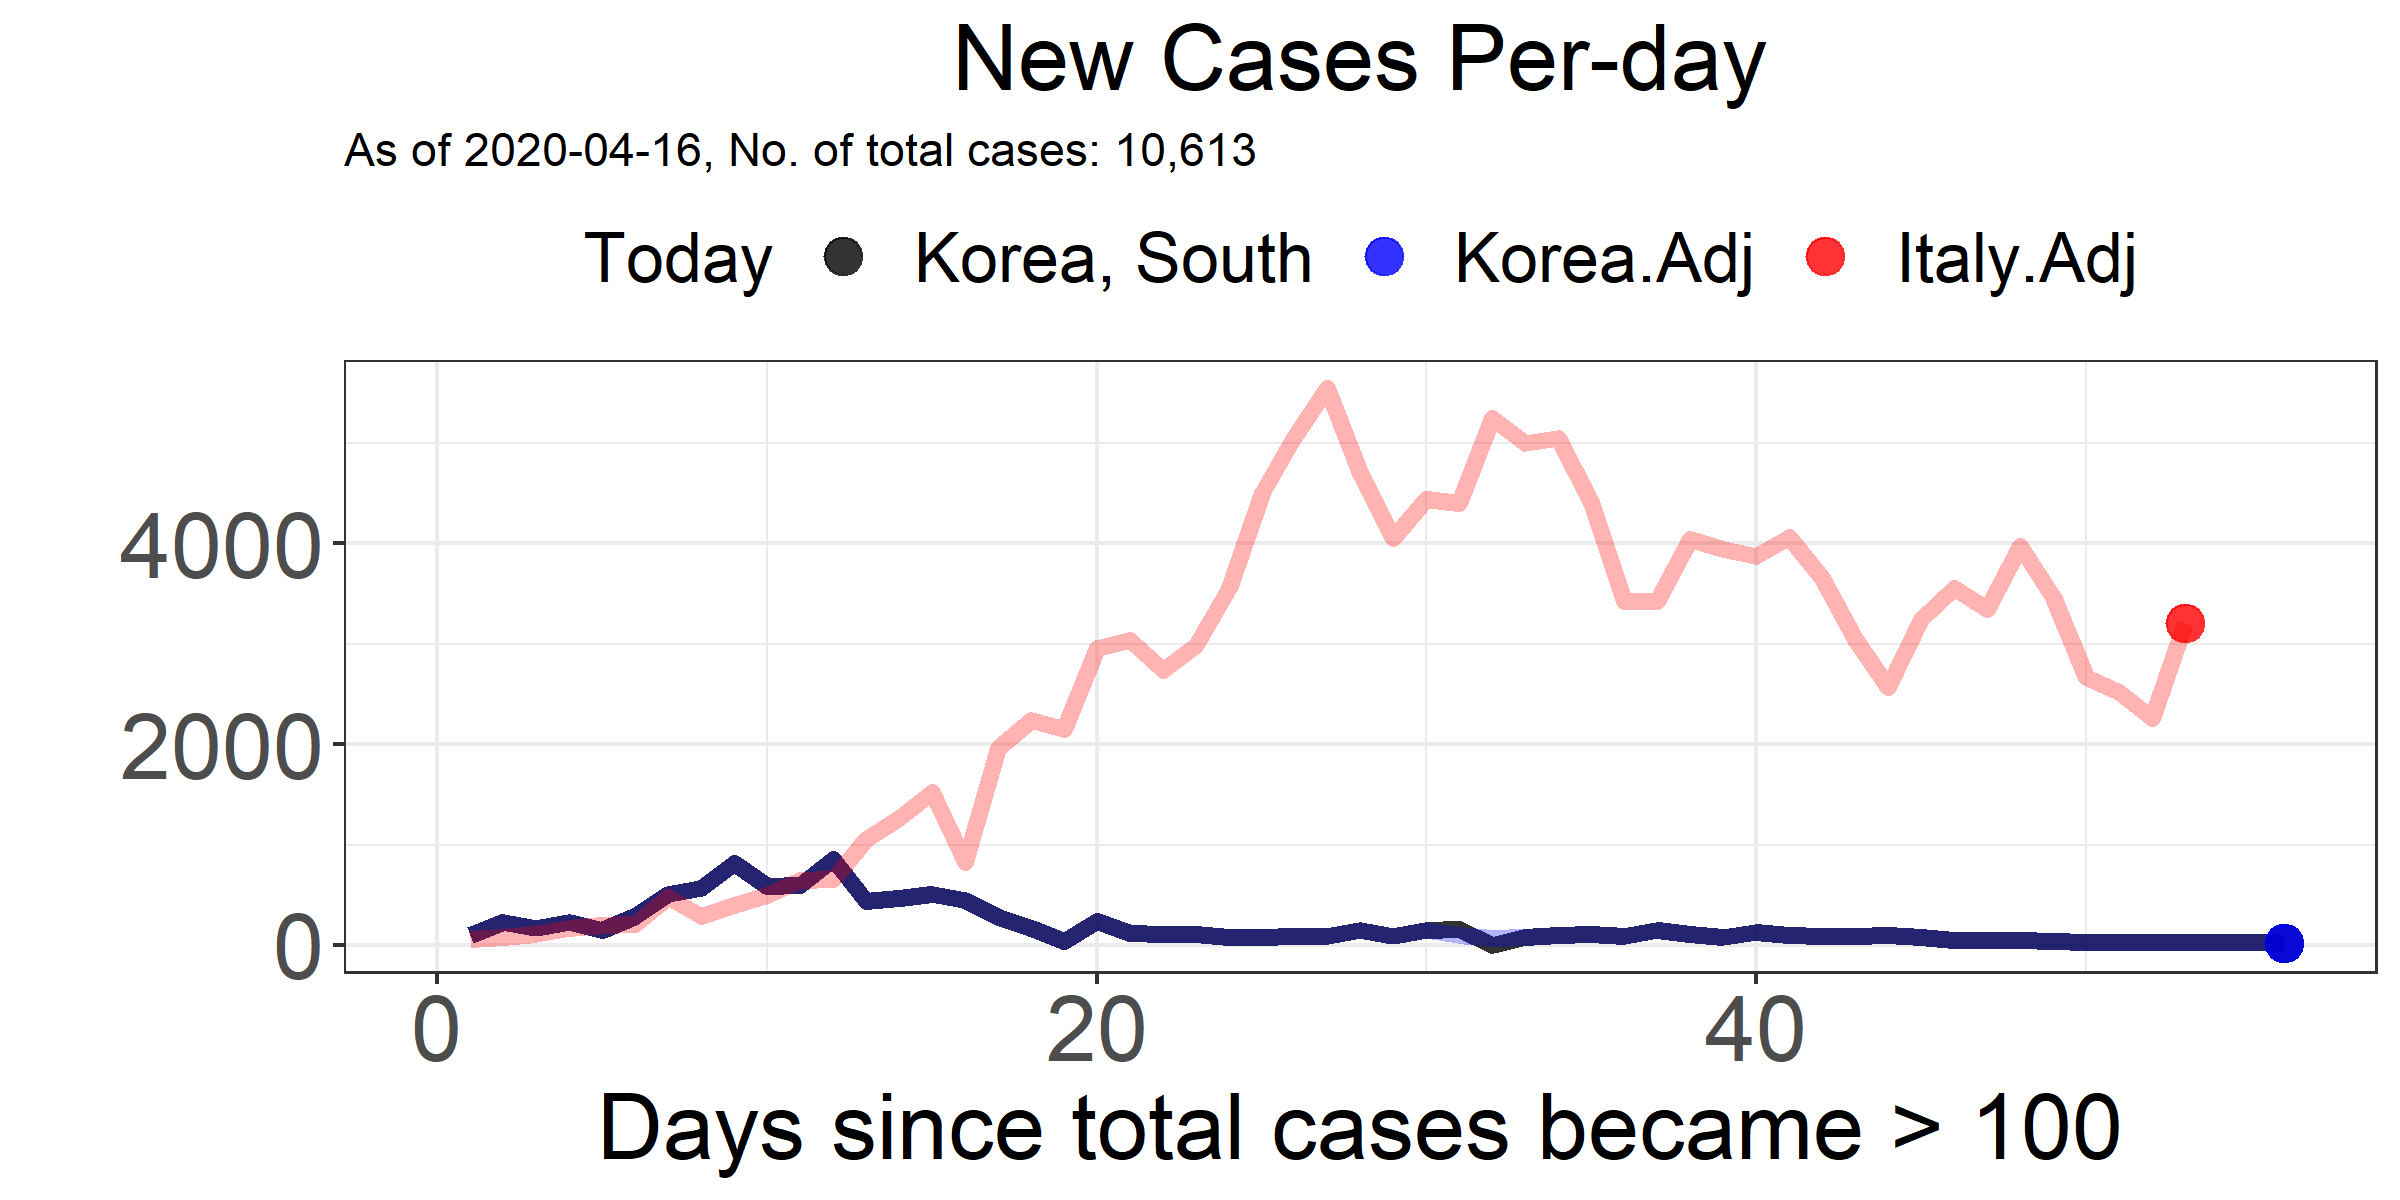 New Cases Per-day
As of 2020-04-16, No. of total cases: 10,613
Today Korea, South Korea.Adj Italy.Adj
4000
2000
0
0 20 40
Days since total cases became > 100